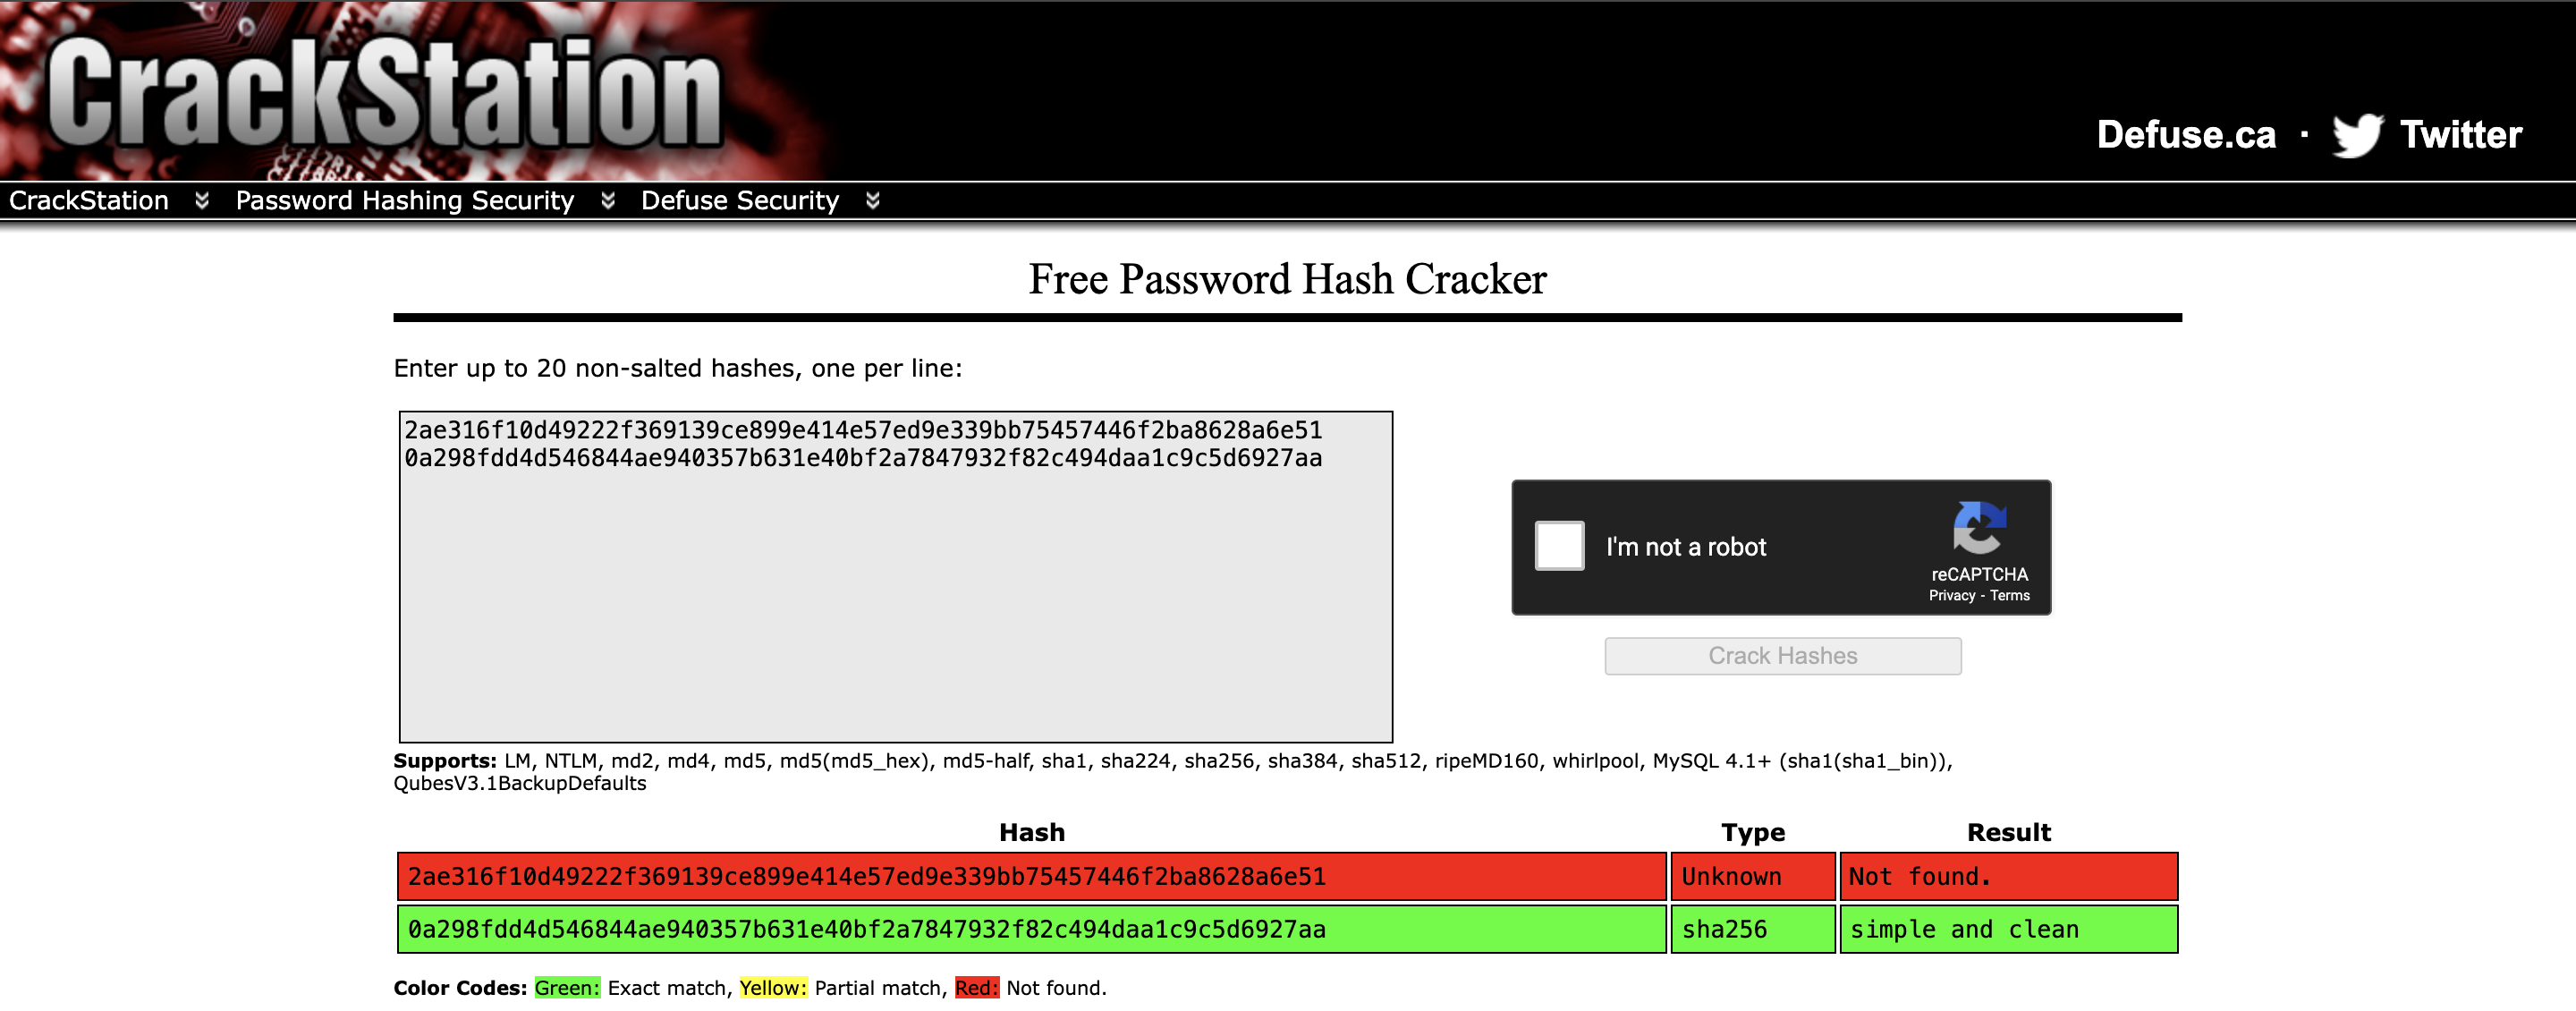 CrackStation
Defuse.ca · Twitter
CrackStation Password Hashing Security Defuse Security
Free Password Hash Cracker
Enter up to 20 non-salted hashes, one per line:
2ae316f10d49222f369139ce899e414e57ed9e339bb75457446f2ba8628a6e51
0a298fdd4d546844ae940357b631e40bf2a7847932f82c494daa1c9c5d6927aa
I'm not a robot
reCAPTCHA
Privacy - Terms
Crack Hashes
Supports: LM, NTLM, md2, md4, md5, md5(md5_hex), md5-half, sha1, sha224, sha256, sha384, sha512, ripeMD160, whirlpool, MySQL 4.1+ (sha1(sha1_bin)),
QubesV3.1BackupDefaults
Hash Type Result
2ae316f10d49222f369139ce899e414e57ed9e339bb75457446f2ba8628a6e51 Unknown Not found.
0a298fdd4d546844ae940357b631e40bf2a7847932f82c494daa1c9c5d6927aa sha256 simple and clean
Color Codes: Green: Exact match, Yellow: Partial match, Red: Not found.